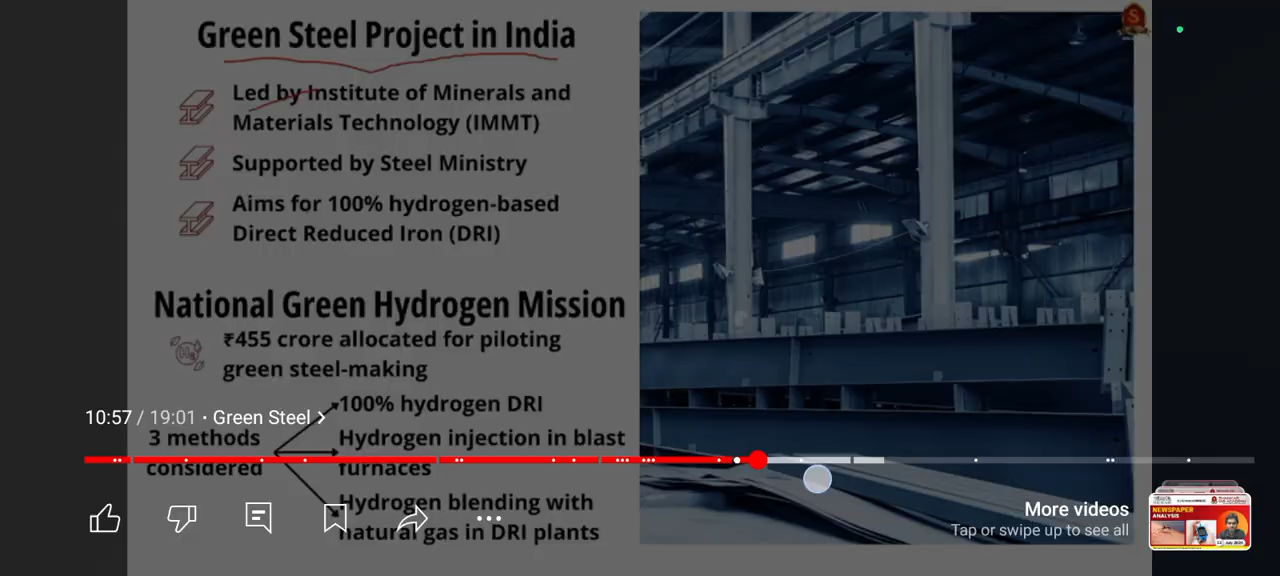 Green Steel Project in India
Led by Institute of Minerals and
Materials Technology (IMMT)
Supported by Steel Ministry
Aims for 100% hydrogen-based
Direct Reduced Iron (DRI)
National Green Hydrogen Mission
₹455 crore allocated for piloting
green steel-making
10:57 / 19:01 • Green Steel >
3 methods
considered
100% hydrogen DRI
Hydrogen injection in blast
furnaces
Hydrogen blending with
natural gas in DRI plants
More videos
Tap or swipe up to see all
NEWSPAPER
ANALYSIS